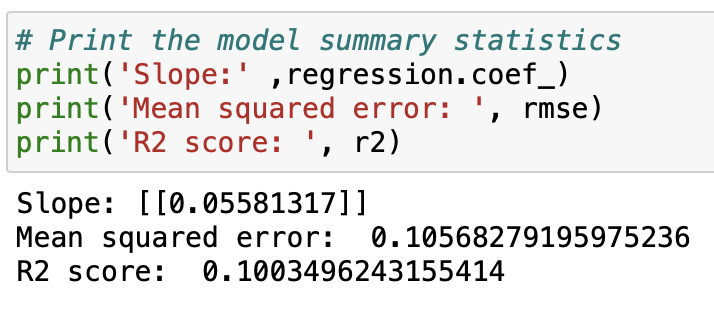 # Print the model summary statistics
print('Slope:' ,regression.coef_)
print('Mean squared error: ', rmse)
print('R2 score: ', r2)
Slope: [[0.05581317]]
Mean squared error:  0.10568279195975236
R2 score:  0.1003496243155414